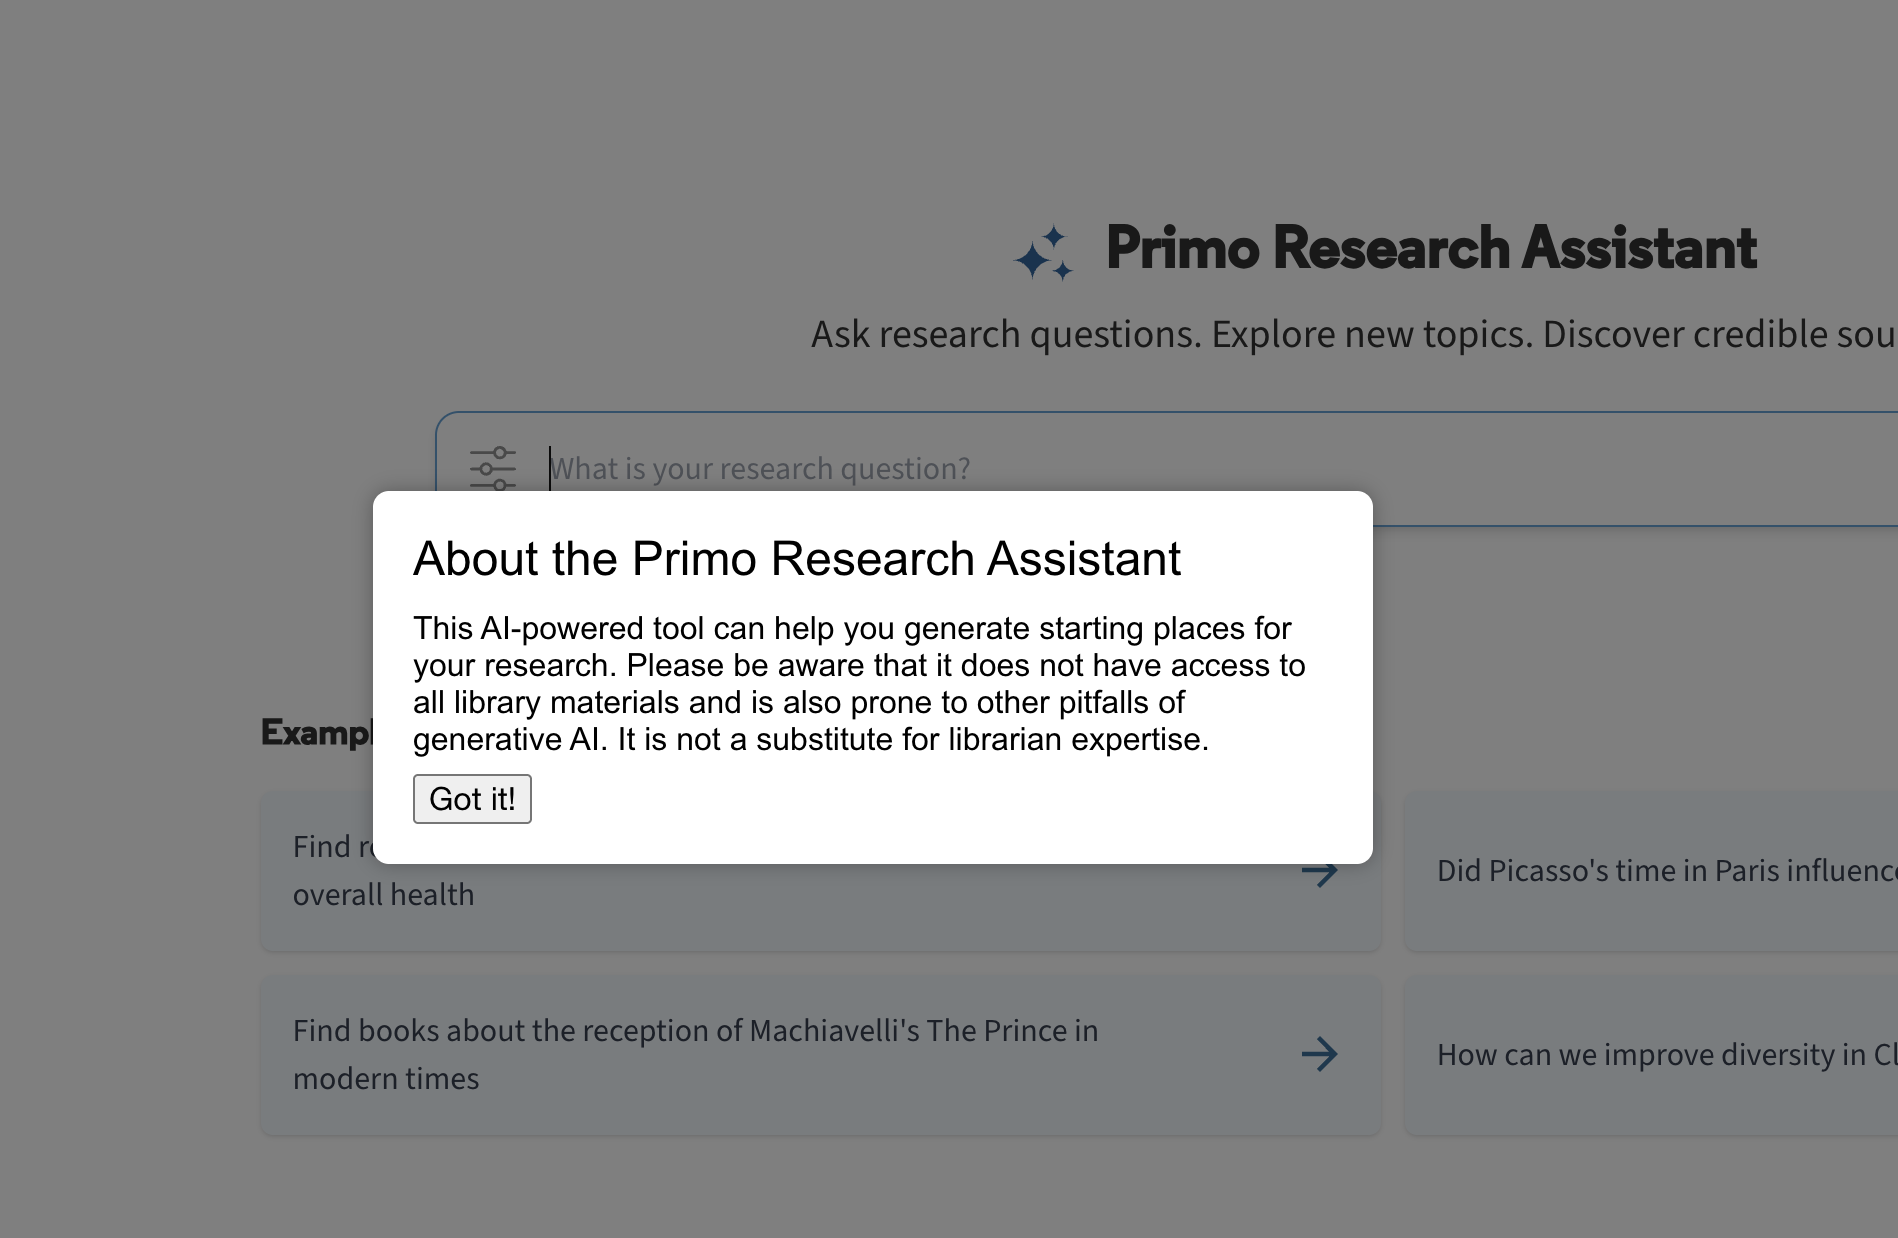 Primo Research Assistant
Ask research questions. Explore new topics. Discover credible
What is your research question?
About the Primo Research Assistant
This AI-powered tool can help you generate starting places for
your research. Please be aware that it does not have access to
all library materials and is also prone to other pitfalls of
generative AI. It is not a substitute for librarian expertise.
Got it!
Find
overall health
Did Picasso's time in Paris
Find books about the reception of Machiavelli's The Prince in
modern times
How can we improve diversity in